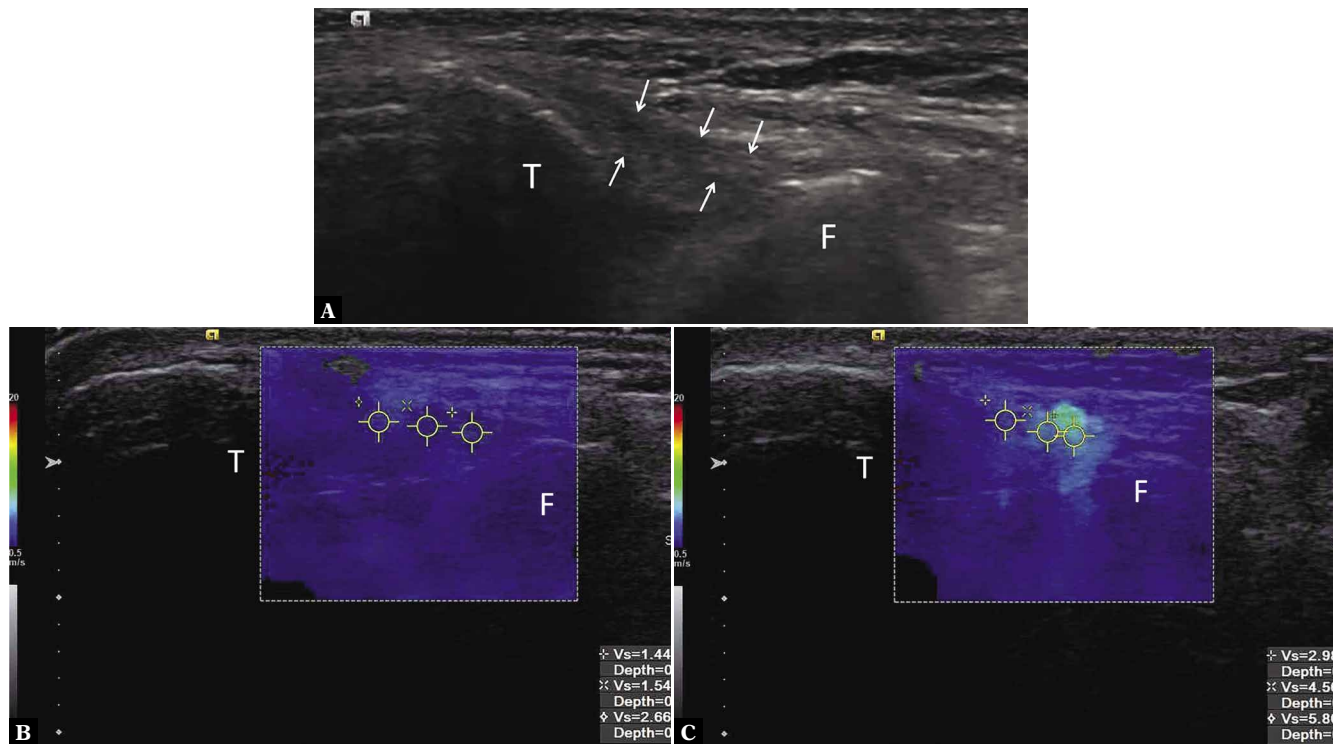 T
F
A
20
0.5
m/s
T
F
Vs=1.44
Depth=0
Vs=1.54
Depth=0
Vs=2.66
Depth=0
B
20
0.5
m/s
T
F
Vs=2.98
Depth=
Vs=4.50
Depth=
Vs=5.86
Depth=
C